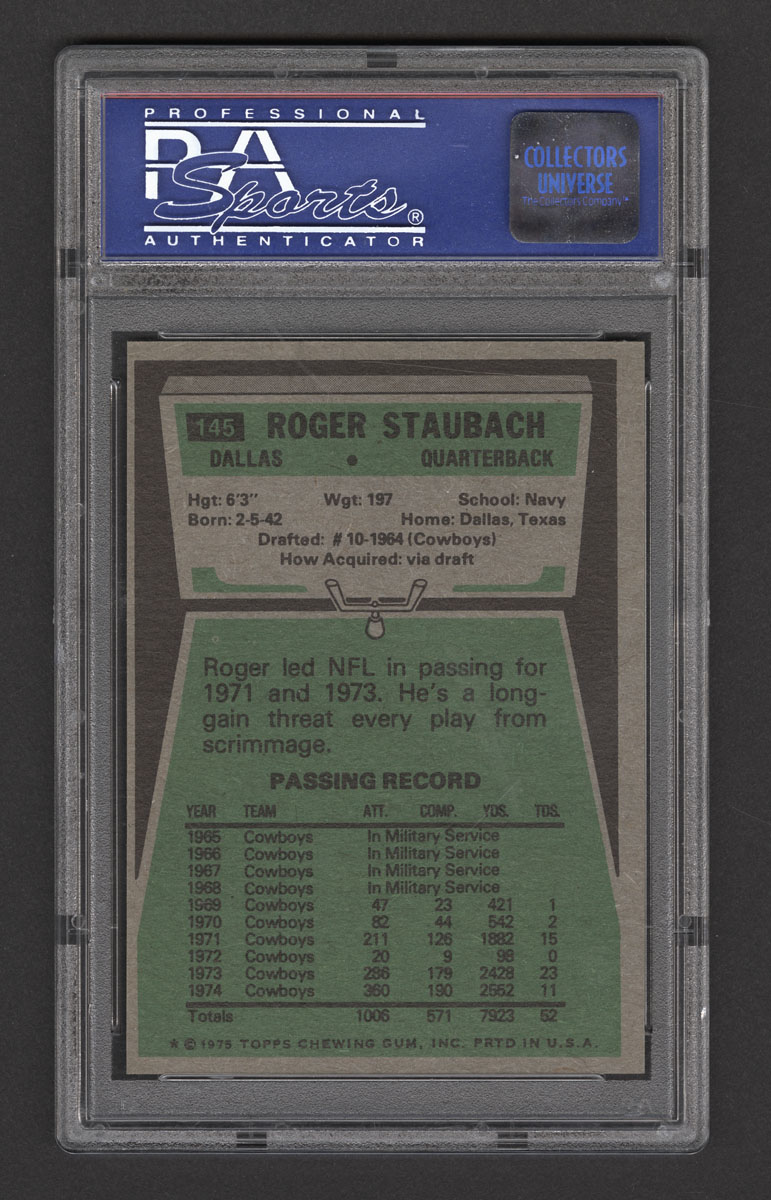 PROFESSIONAL
PSA
Sports®
AUTHENTICATOR
COLLECTORS
UNIVERSE
The Collectors Company™
145 ROGER STAUBACH
DALLAS • QUARTERBACK
Hgt: 6'3" Wgt: 197 School: Navy
Born: 2-5-42 Home: Dallas, Texas
Drafted: #10-1964 (Cowboys)
How Acquired: via draft
Roger led NFL in passing for
1971 and 1973. He's a long-
gain threat every play from
scrimmage.
PASSING RECORD
YEAR TEAM ATT. COMP. YDS. TDS.
1965 Cowboys In Military Service
1966 Cowboys In Military Service
1967 Cowboys In Military Service
1968 Cowboys In Military Service
1969 Cowboys 47 23 421 1
1970 Cowboys 82 44 542 2
1971 Cowboys 211 126 1882 15
1972 Cowboys 20 9 98 0
1973 Cowboys 286 179 2428 23
1974 Cowboys 360 190 2552 11
Totals 1006 571 7923 52
* © 1975 TOPPS CHEWING GUM, INC. PRTD IN U.S.A.